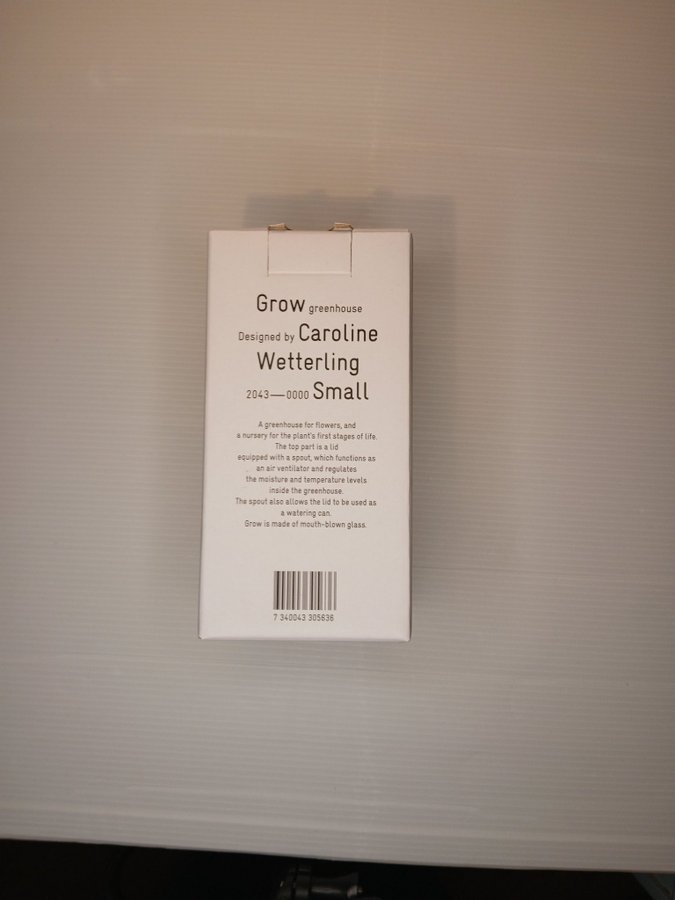 Grow greenhouse
Designed by Caroline
Wetterling
2043—0000 Small
A greenhouse for flowers, and
a nursery for the plant's first stages of life.
The top part is a lid
equipped with a spout, which functions as
an air ventilator and regulates
the moisture and temperature levels
inside the greenhouse.
The spout also allows the lid to be used as
a watering can.
Grow is made of mouth-blown glass.
7 340043 305636